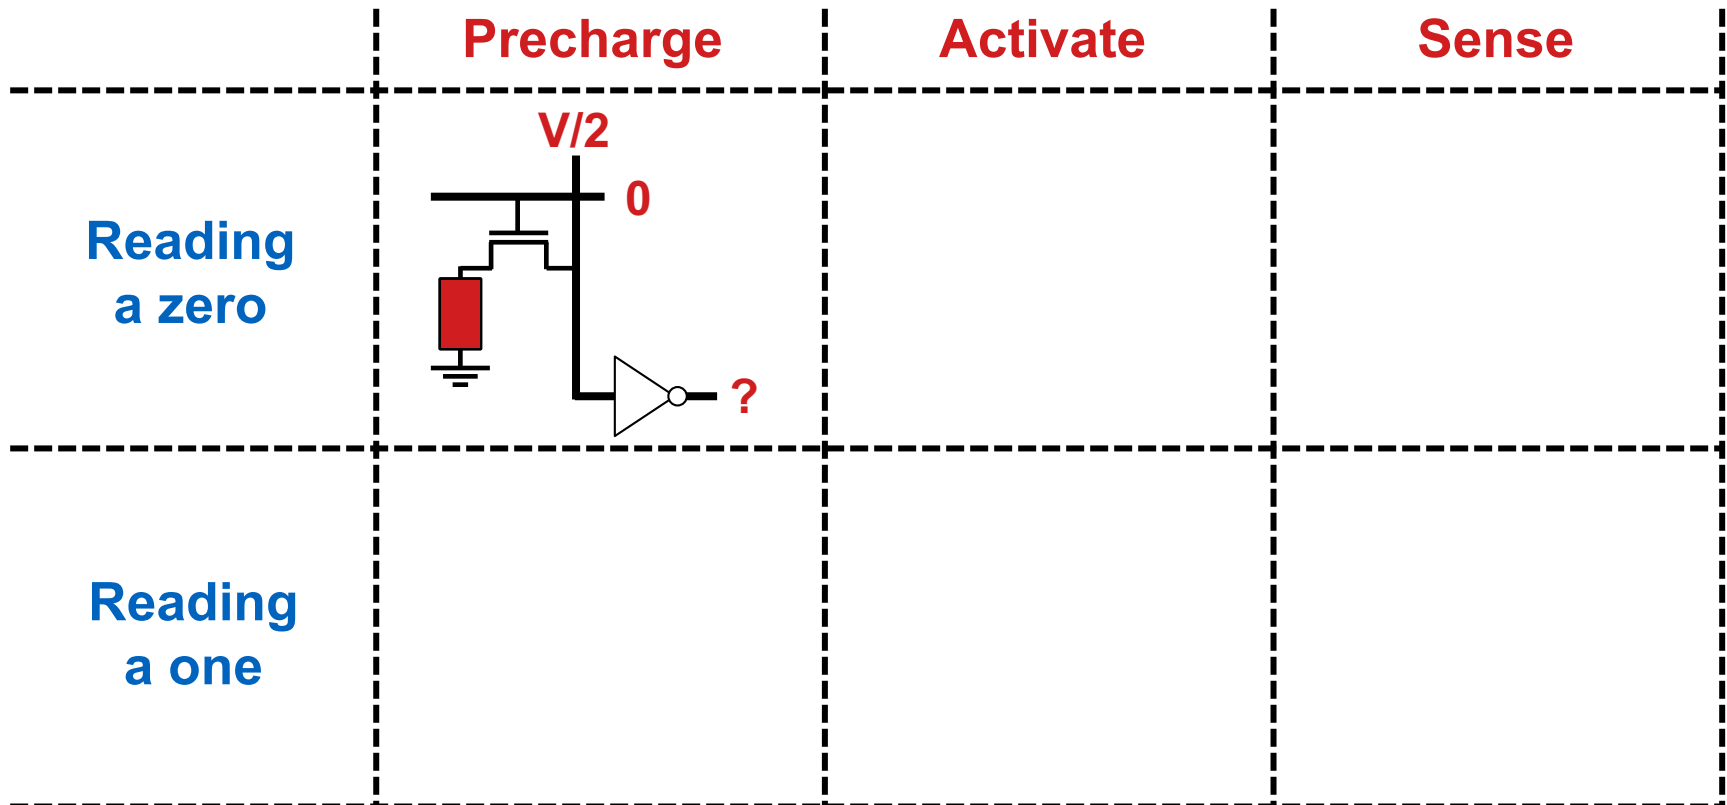 Precharge
Activate
Sense
Reading
a zero
V/2
0
?
Reading
a one